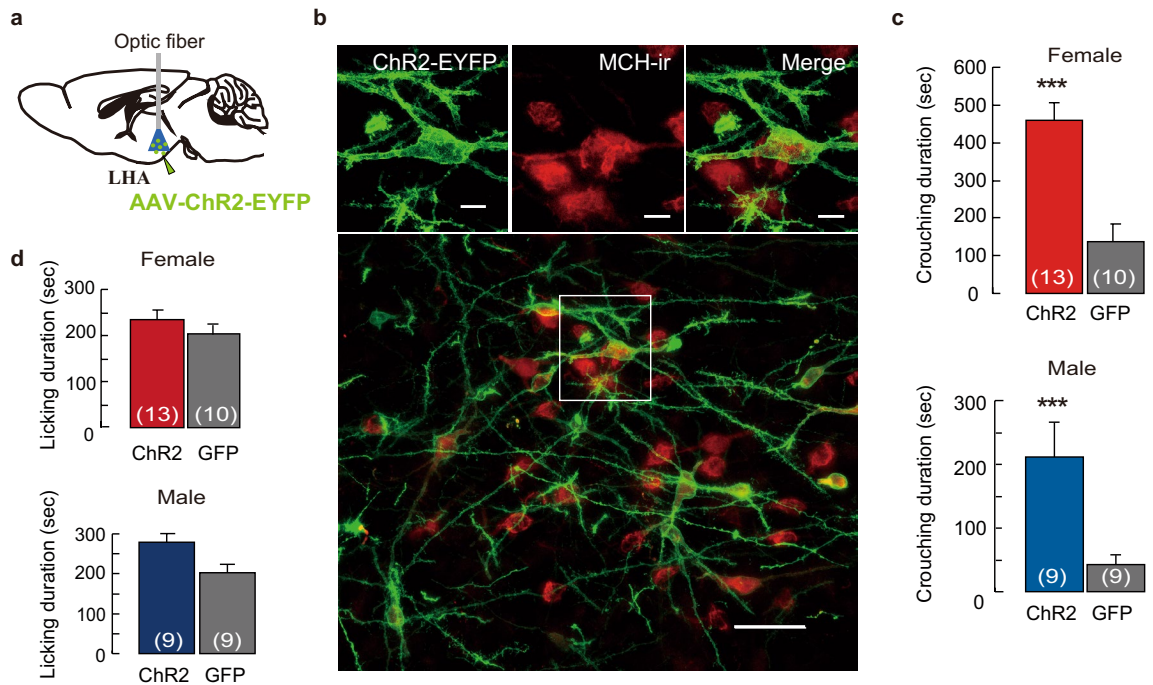 a
Optic fiber
LHA
AAV-ChR2-EYFP
b
ChR2-EYFP
MCH-ir
Merge
c
Female
Crouching duration (sec)
600
500
400
300
200
100
0
***
(13)
(10)
ChR2
GFP
Male
Crouching duration (sec)
300
200
100
0
***
(9)
(9)
ChR2
GFP
d
Female
Licking duration (sec)
300
200
100
0
(13)
(10)
ChR2
GFP
Male
Licking duration (sec)
300
200
100
0
(9)
(9)
ChR2
GFP